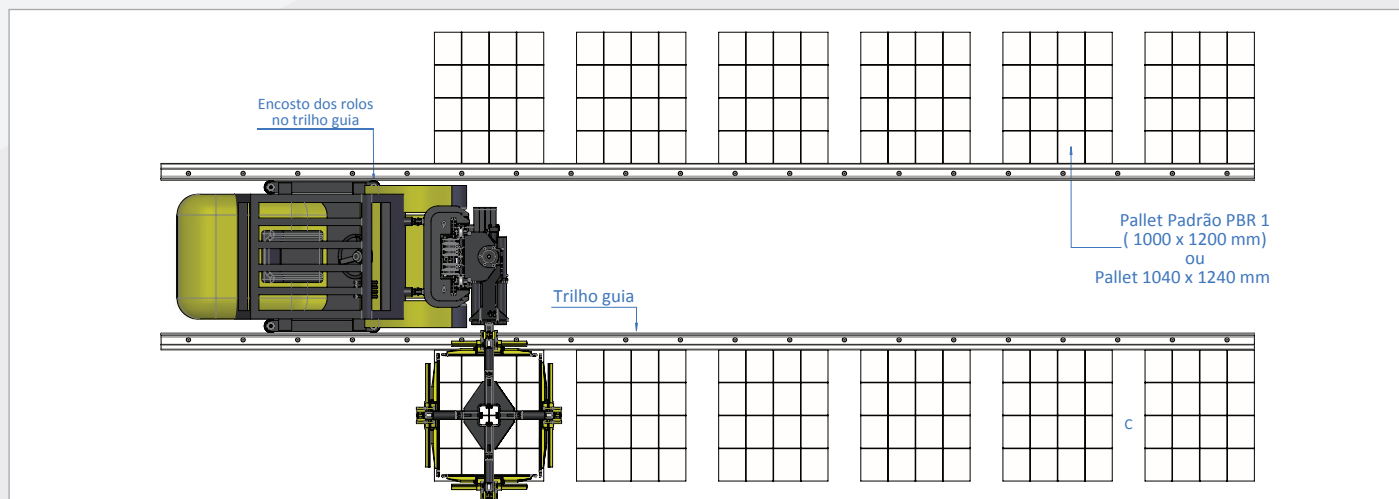 Encosto dos rolos
no trilho guia
Pallet Padrão PBR 1
( 1000 x 1200 mm)
ou
Pallet 1040 x 1240 mm
Trilho guia
C